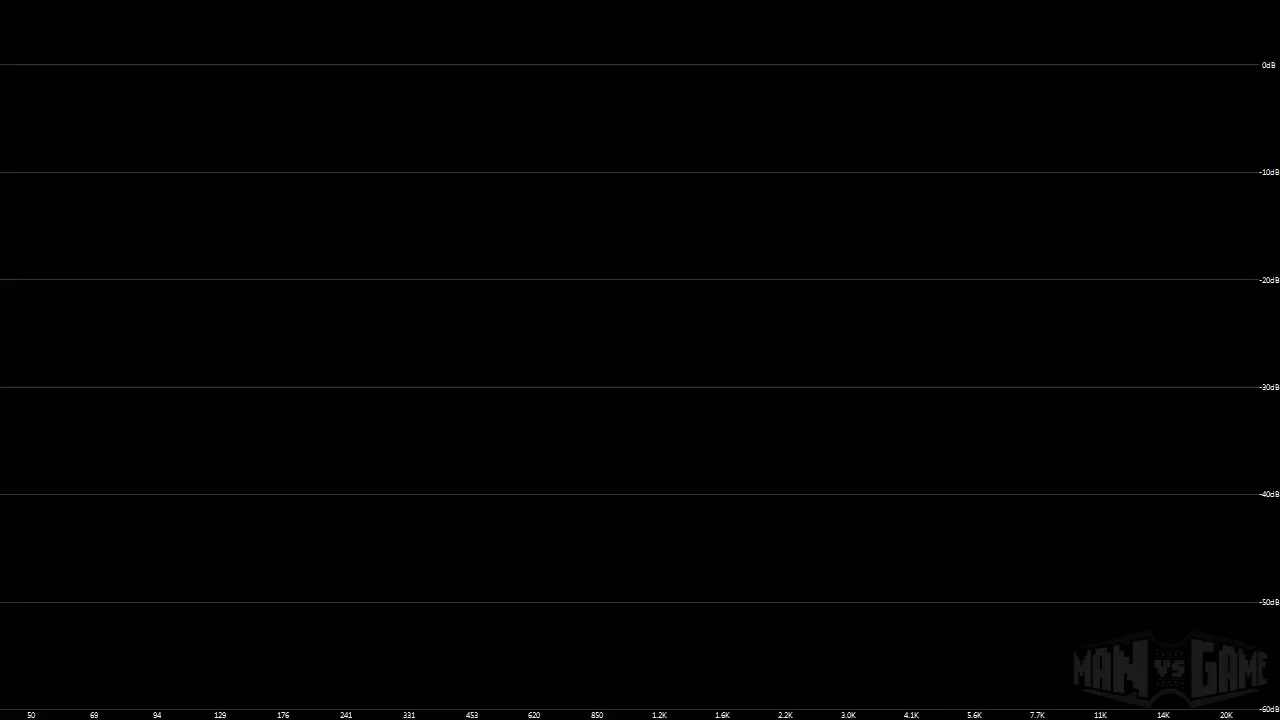 0dB
-10dB
-20dB
-30dB
-40dB
-50dB
MAN VS GAME
-60dB
50 69 94 129 176 241 331 453 620 850 1.2K 1.6K 2.2K 3.0K 4.1K 5.6K 7.7K 11K 14K 20K